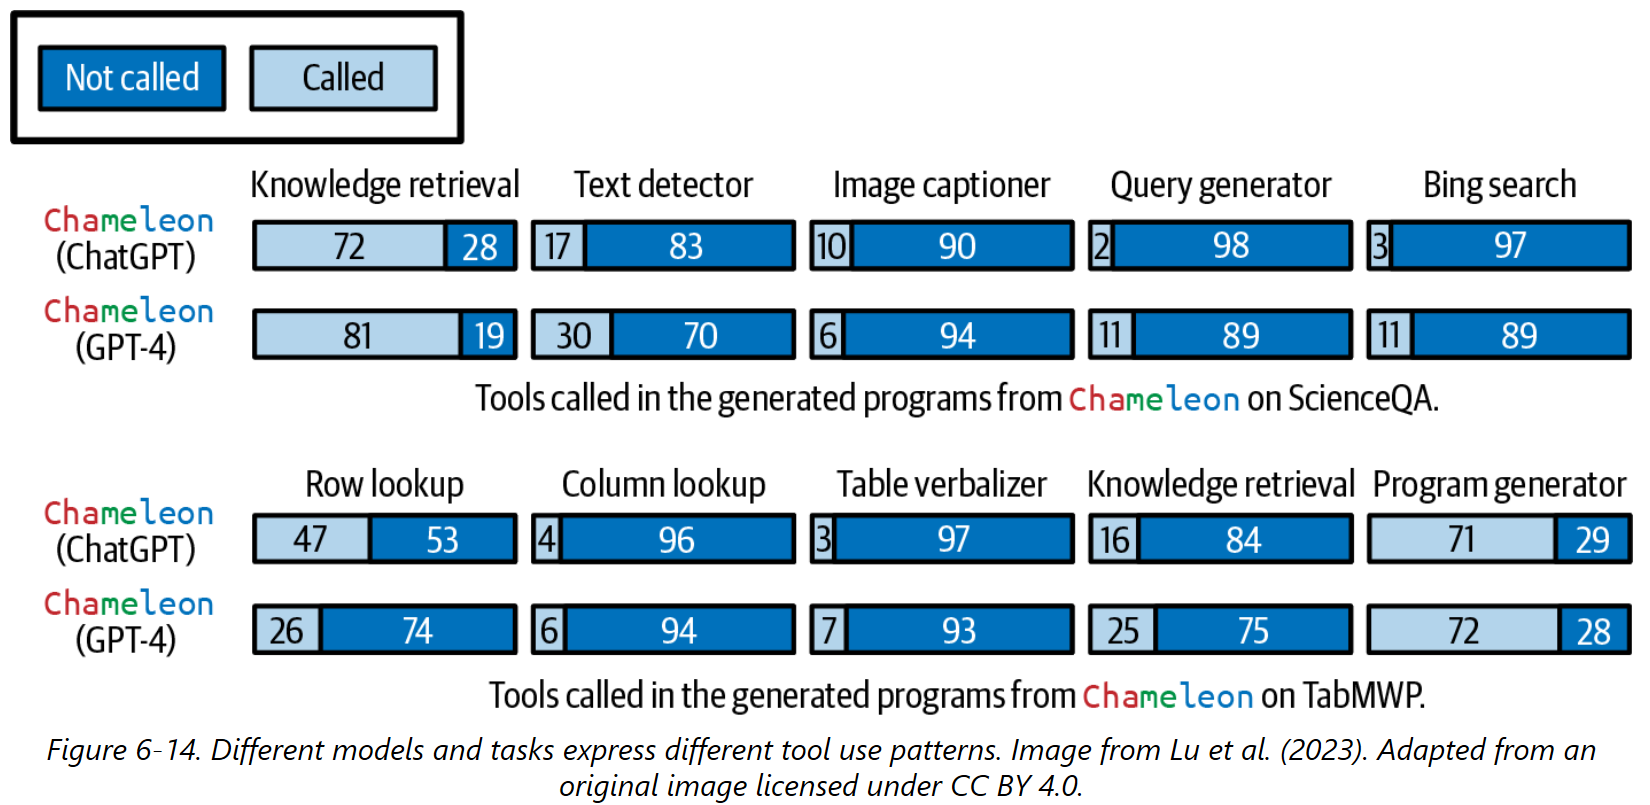 Not called Called
Knowledge retrieval Text detector Image captioner Query generator Bing search
Chameleon
(ChatGPT)
72 28 17 83 10 90 2 98 3 97
Chameleon
(GPT-4)
81 19 30 70 6 94 11 89 11 89
Tools called in the generated programs from Chameleon on ScienceQA.
Row lookup Column lookup Table verbalizer Knowledge retrieval Program generator
Chameleon
(ChatGPT)
47 53 4 96 3 97 16 84 71 29
Chameleon
(GPT-4)
26 74 6 94 7 93 25 75 72 28
Tools called in the generated programs from Chameleon on TabMWP.
Figure 6-14. Different models and tasks express different tool use patterns. Image from Lu et al. (2023). Adapted from an
original image licensed under CC BY 4.0.